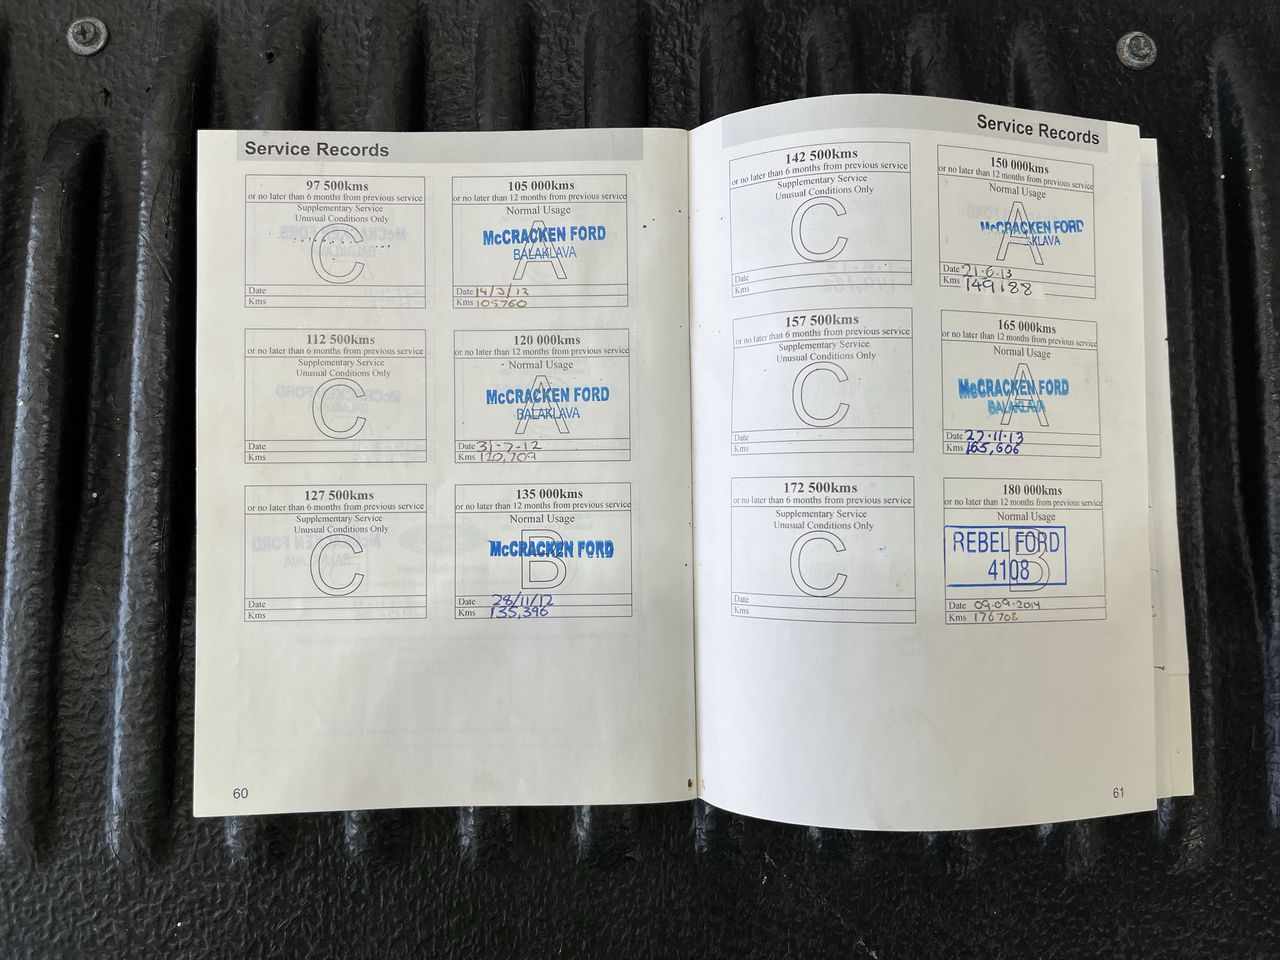 Service Records
97 500kms
or no later than 6 months from previous service
Supplementary Service
Unusual Conditions Only
C
Date
Kms
105 000kms
or no later than 12 months from previous service
Normal Usage
A
McCRACKEN FORD
BALAKLAVA
Date 14/3/12
Kms 105760
112 500kms
or no later than 6 months from previous service
Supplementary Service
Unusual Conditions Only
C
Date
Kms
120 000kms
or no later than 12 months from previous service
Normal Usage
A
McCRACKEN FORD
BALAKLAVA
Date 31-7-12
Kms 120,709
127 500kms
or no later than 6 months from previous service
Supplementary Service
Unusual Conditions Only
C
Date
Kms
135 000kms
or no later than 12 months from previous service
Normal Usage
B
McCRACKEN FORD
Date 28/11/12
Kms 135,396
60
Service Records
142 500kms
or no later than 6 months from previous service
Supplementary Service
Unusual Conditions Only
C
Date
Kms
150 000kms
or no later than 12 months from previous service
Normal Usage
A
McCRACKEN FORD
KLAVA
Date 21·6·13
Kms 149188
157 500kms
or no later than 6 months from previous service
Supplementary Service
Unusual Conditions Only
C
Date
Kms
165 000kms
or no later than 12 months from previous service
Normal Usage
A
McCRACKEN FORD
BALAKLAVA
Date 27·11·13
Kms 165,606
172 500kms
or no later than 6 months from previous service
Supplementary Service
Unusual Conditions Only
C
Date
Kms
180 000kms
or no later than 12 months from previous service
Normal Usage
B
REBEL FORD
4108
Date 09·09·2014
Kms 176708
61